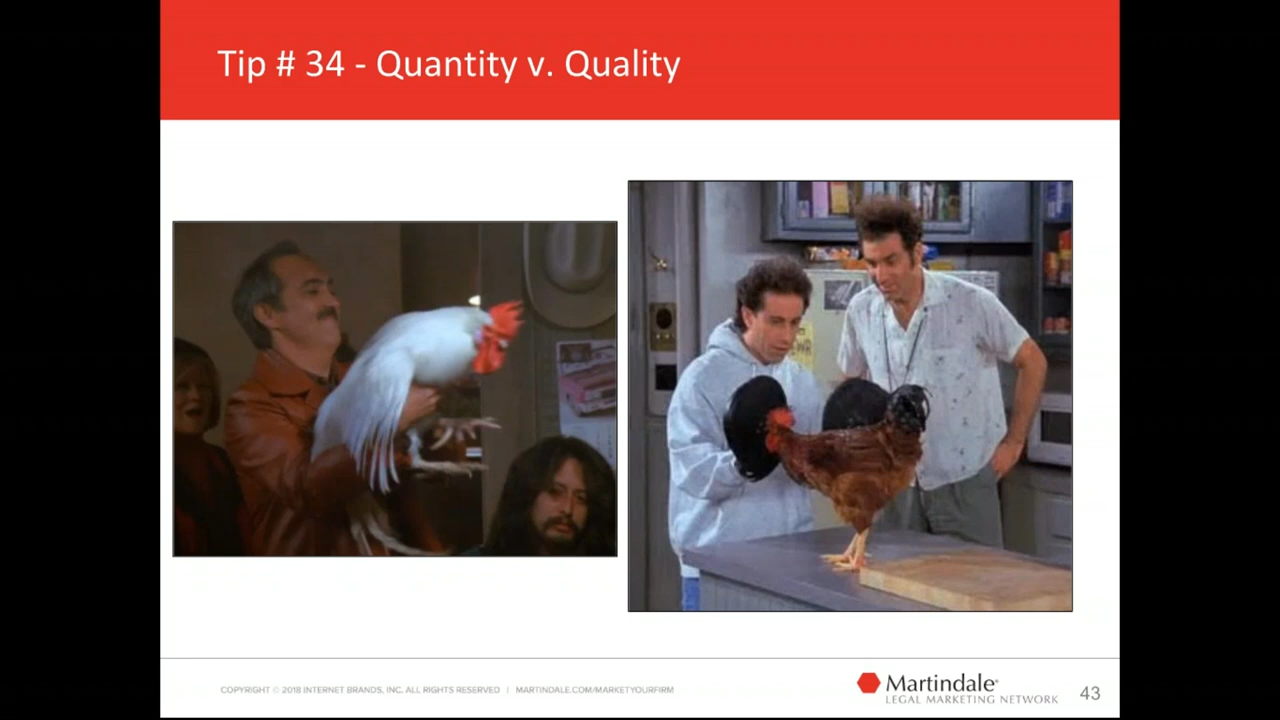 Tip # 34 - Quantity v. Quality
COPYRIGHT © 2018 INTERNET BRANDS, INC. ALL RIGHTS RESERVED | MARTINDALE.COM/MARKETYOURFIRM
Martindale®
LEGAL MARKETING NETWORK
43